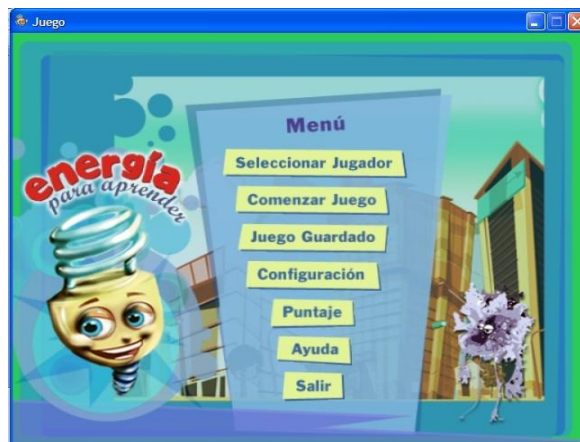 Juego
energía
para aprender
Menú
Seleccionar Jugador
Comenzar Juego
Juego Guardado
Configuración
Puntaje
Ayuda
Salir